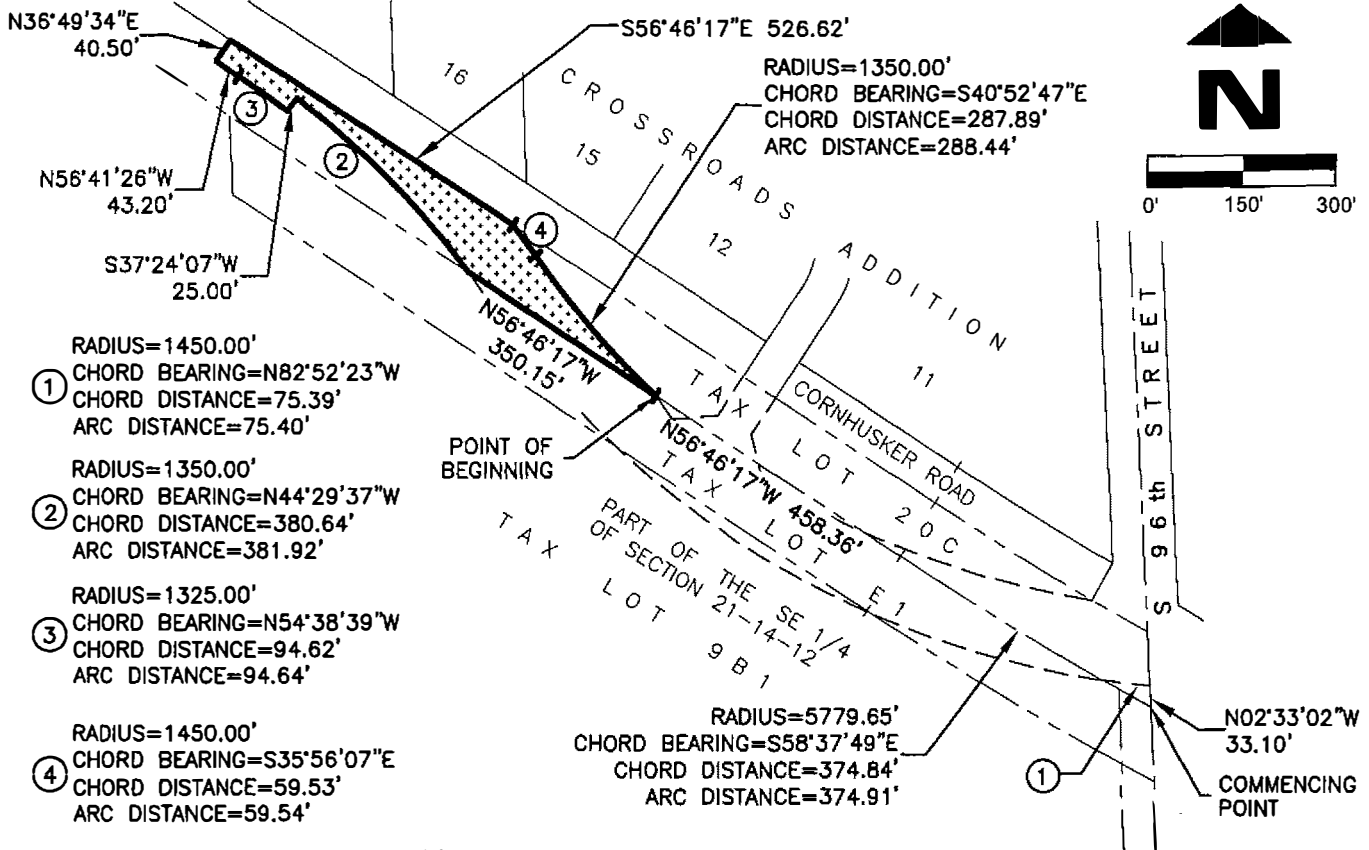 N36°49'34"E
40.50'
S56°46'17"E 526.62'
RADIUS=1350.00'
CHORD BEARING=S40°52'47"E
CHORD DISTANCE=287.89'
ARC DISTANCE=288.44'
N
0' 150' 300'
16
CROSSROADS ADDITION
15
12
11
3
2
4
N56°41'26"W
43.20'
S37°24'07"W
25.00'
N56°46'17"W
350.15'
POINT OF
BEGINNING
1
RADIUS=1450.00'
CHORD BEARING=N82°52'23"W
CHORD DISTANCE=75.39'
ARC DISTANCE=75.40'
2
RADIUS=1350.00'
CHORD BEARING=N44°29'37"W
CHORD DISTANCE=380.64'
ARC DISTANCE=381.92'
3
RADIUS=1325.00'
CHORD BEARING=N54°38'39"W
CHORD DISTANCE=94.62'
ARC DISTANCE=94.64'
4
RADIUS=1450.00'
CHORD BEARING=S35°56'07"E
CHORD DISTANCE=59.53'
ARC DISTANCE=59.54'
CORNHUSKER ROAD
TAX LOT 20C
N56°46'17"W 458.36'
TAX LOT E1
PART OF THE SE 1/4
OF SECTION 21-14-12
TAX LOT 9B1
S 96th STREET
RADIUS=5779.65'
CHORD BEARING=S58°37'49"E
CHORD DISTANCE=374.84'
ARC DISTANCE=374.91'
1
N02°33'02"W
33.10'
COMMENCING
POINT